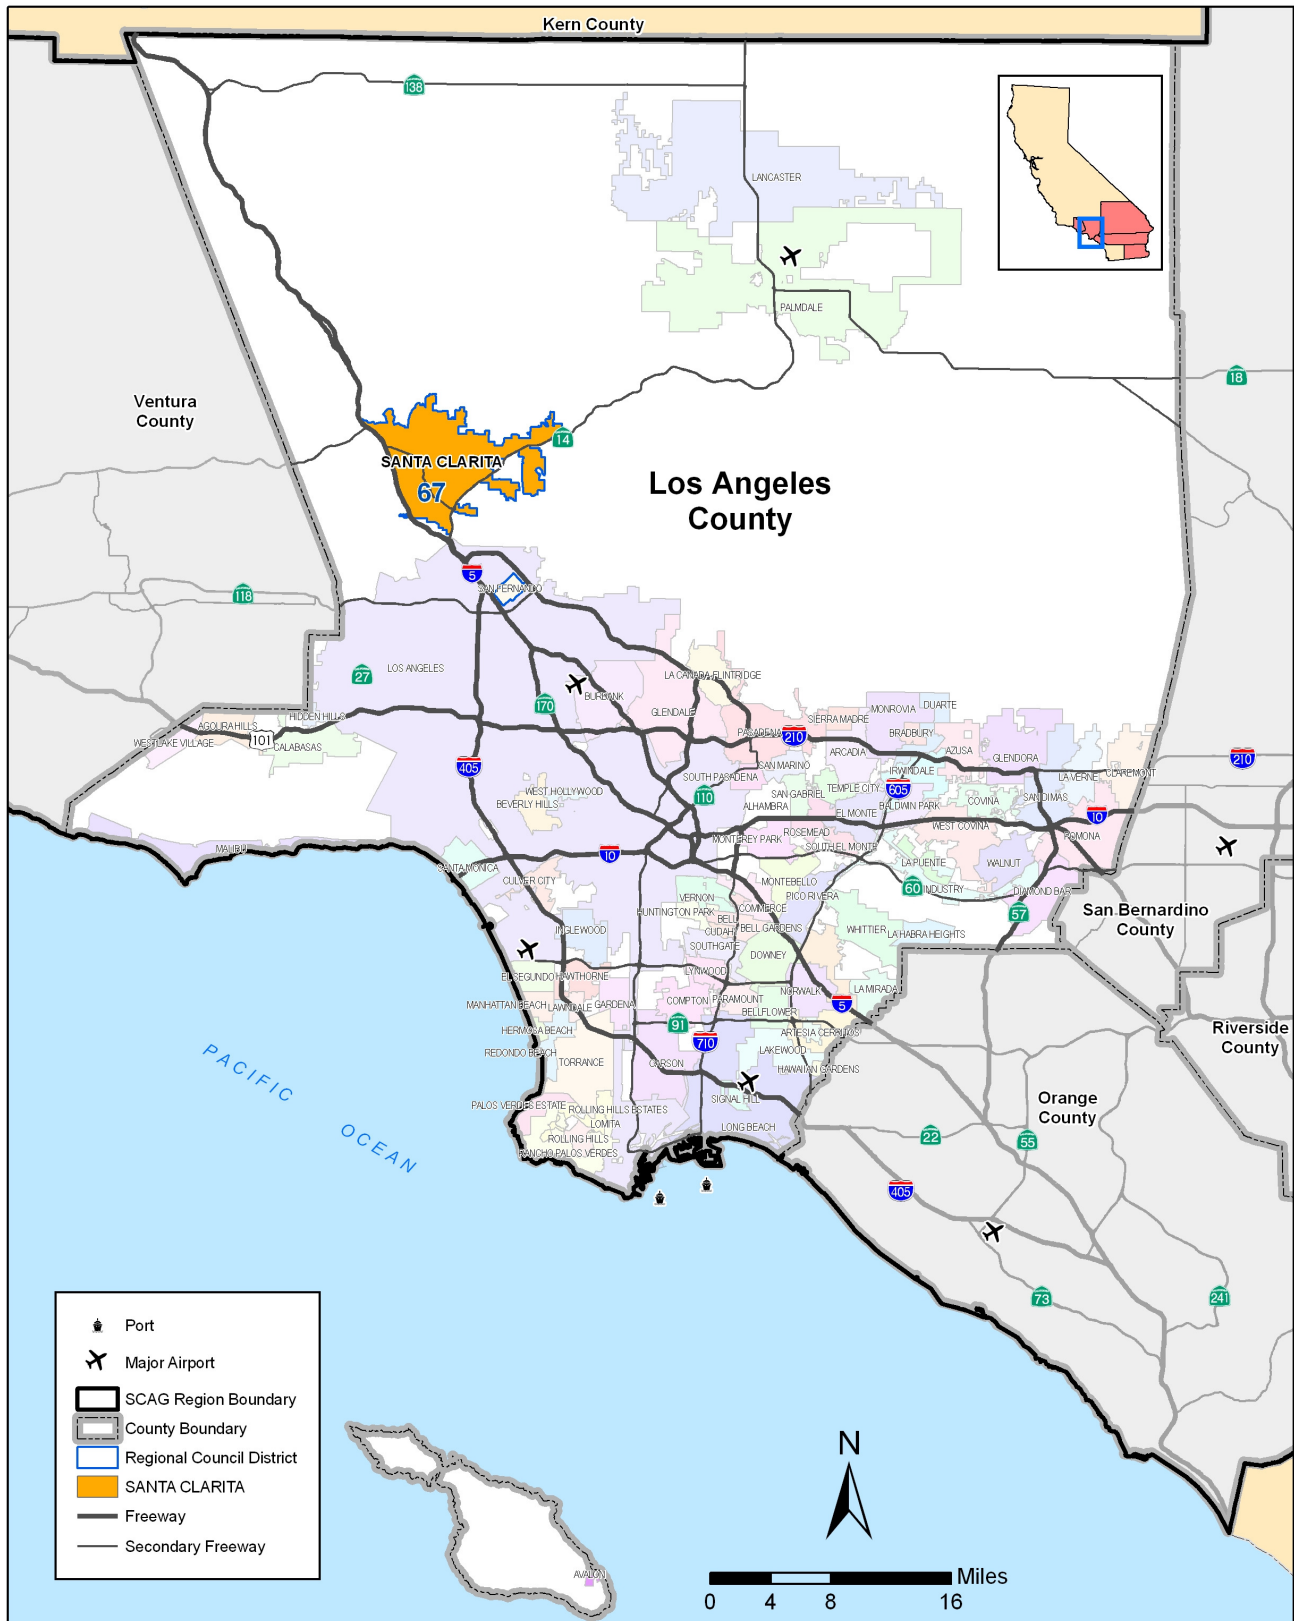 Kern County
138
LANCASTER
PALMDALE
18
Ventura
County
14
SANTA CLARITA
67
Los Angeles
County
5
SAN FERNANDO
118
LOS ANGELES
27
170
BURBANK
LA CANADA FLINTRIDGE
GLENDALE
HIDDEN HILLS
AGOURA HILLS
101
WESTLAKE VILLAGE
CALABASAS
405
PASADENA
210
SIERRA MADRE
MONROVIA
DUARTE
BRADBURY
ARCADIA
AZUSA
GLENDORA
210
SAN MARINO
IRWINDALE
LA VERNE
CLAREMONT
SOUTH PASADENA
110
WEST HOLLYWOOD
BEVERLY HILLS
SAN GABRIEL
TEMPLE CITY
605
ALHAMBRA
BALDWIN PARK
COVINA
SAN DIMAS
EL MONTE
10
WEST COVINA
POMONA
ROSEMEAD
MONTEREY PARK
SOUTH EL MONTE
MALIBU
10
SANTA MONICA
LA PUENTE
WALNUT
CULVER CITY
MONTEBELLO
60
INDUSTRY
DIAMOND BAR
VERNON
PICO RIVERA
COMMERCE
HUNTINGTON PARK
57
San Bernardino
County
BELL
BELL GARDENS
CUDAHY
INGLEWOOD
WHITTIER
LA HABRA HEIGHTS
SOUTHGATE
DOWNEY
EL SEGUNDO
HAWTHORNE
LYNWOOD
NORWALK
LA MIRADA
MANHATTAN BEACH
LAWNDALE
GARDENA
COMPTON
PARAMOUNT
5
BELLFLOWER
91
HERMOSA BEACH
ARTESIA
CERRITOS
710
REDONDO BEACH
LAKEWOOD
TORRANCE
CARSON
HAWAIIAN GARDENS
Riverside
County
PACIFIC
OCEAN
PALOS VERDES ESTATE
ROLLING HILLS ESTATES
SIGNAL HILL
Orange
County
LOMITA
LONG BEACH
ROLLING HILLS
RANCHO PALOS VERDES
22
55
405
73
241
Port
Major Airport
SCAG Region Boundary
County Boundary
Regional Council District
SANTA CLARITA
Freeway
Secondary Freeway
AVALON
N
Miles
0 4 8 16